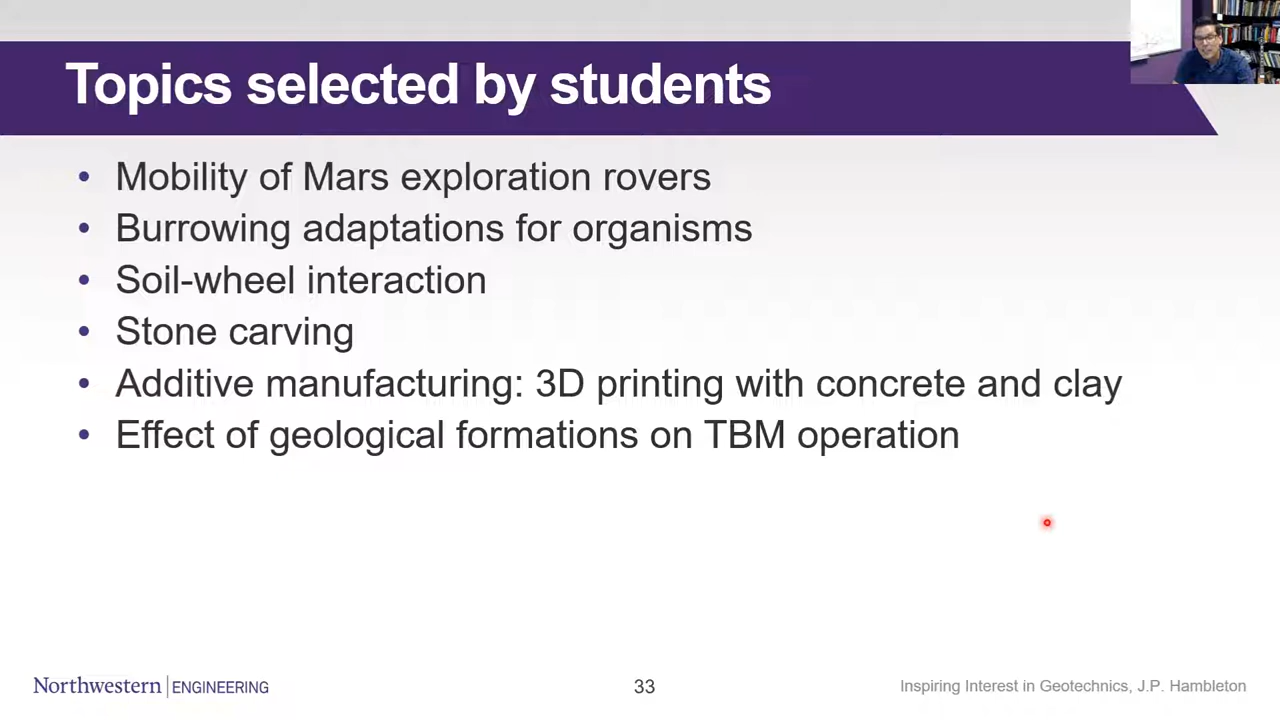 Topics selected by students
• Mobility of Mars exploration rovers
• Burrowing adaptations for organisms
• Soil-wheel interaction
• Stone carving
• Additive manufacturing: 3D printing with concrete and clay
• Effect of geological formations on TBM operation
Northwestern | ENGINEERING
33
Inspiring Interest in Geotechnics, J.P. Hambleton